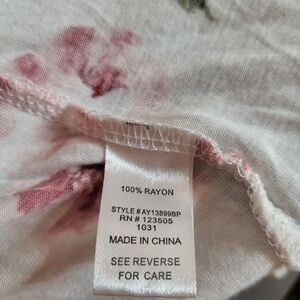 100% RAYON
STYLE # AY13899BP
RN # 123505
1031
MADE IN CHINA
SEE REVERSE
FOR CARE